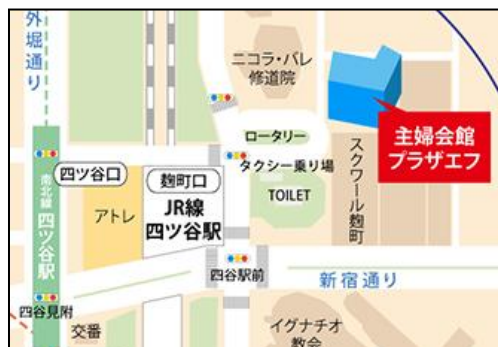 外堀通り
ニコラ・バレ
修道院
主婦会館
プラザエフ
ロータリー
タクシー乗り場
TOILET
スクワール麹町
四ツ谷口
麹町口
南北線 四ツ谷駅
アトレ
JR線
四ツ谷駅
四谷駅前
新宿通り
四谷見附
交番
イグナチオ
教会